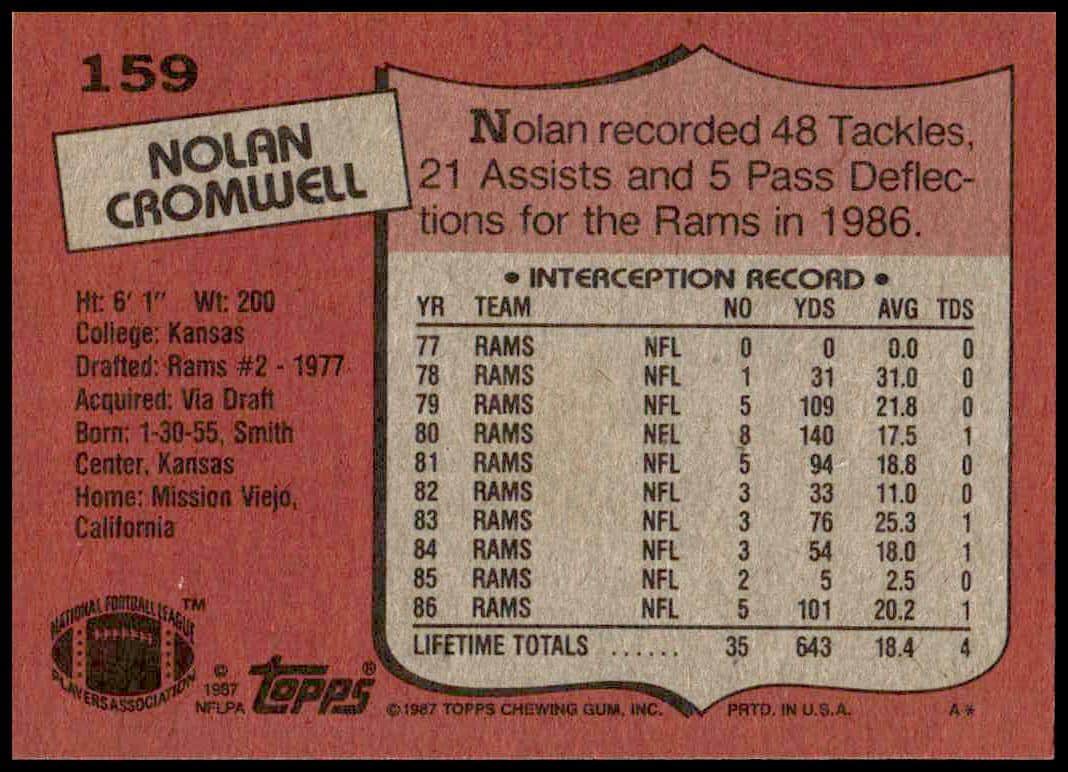 159
NOLAN
CROMWELL
Ht: 6' 1" Wt: 200
College: Kansas
Drafted: Rams #2 - 1977
Acquired: Via Draft
Born: 1-30-55, Smith
Center, Kansas
Home: Mission Viejo,
California
Nolan recorded 48 Tackles,
21 Assists and 5 Pass Deflec-
tions for the Rams in 1986.
• INTERCEPTION RECORD •
YR TEAM NO YDS AVG TDS
77 RAMS NFL 0 0 0.0 0
78 RAMS NFL 1 31 31.0 0
79 RAMS NFL 5 109 21.8 0
80 RAMS NFL 8 140 17.5 1
81 RAMS NFL 5 94 18.8 0
82 RAMS NFL 3 33 11.0 0
83 RAMS NFL 3 76 25.3 1
84 RAMS NFL 3 54 18.0 1
85 RAMS NFL 2 5 2.5 0
86 RAMS NFL 5 101 20.2 1
LIFETIME TOTALS ...... 35 643 18.4 4
NATIONAL FOOTBALL LEAGUE TM
PLAYERS ASSOCIATION
© 1987 NFLPA
topps®
© 1987 TOPPS CHEWING GUM, INC. PRTD. IN U.S.A. A*